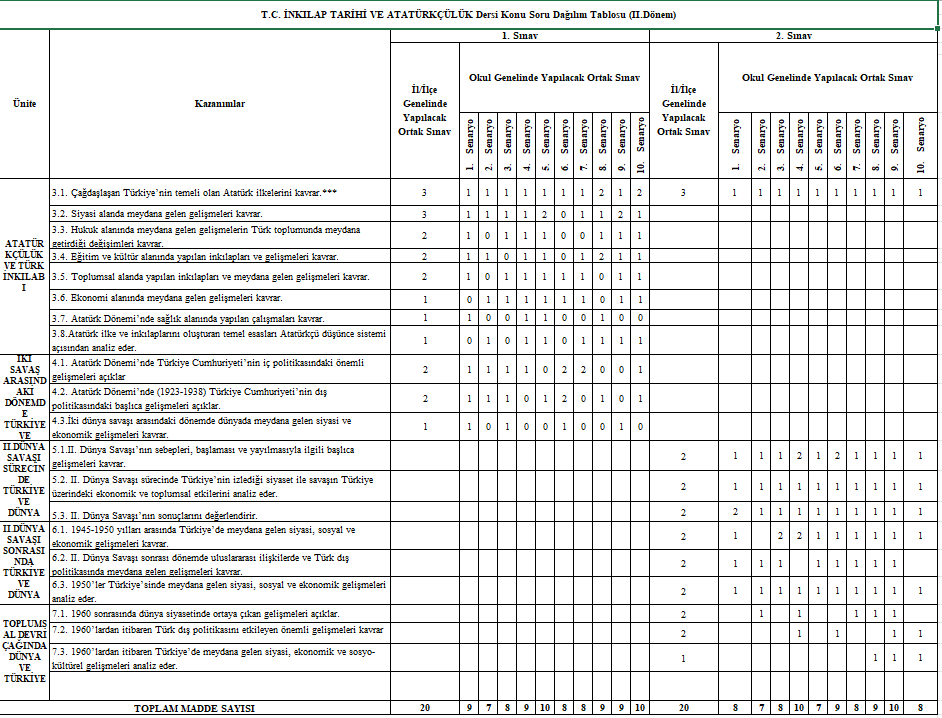 T.C. İNKILAP TARİHİ VE ATATÜRKÇÜLÜK Dersi Konu Soru Dağılım Tablosu (II.Dönem)
Ünite
Kazanımlar
1. Sınav
2. Sınav
İl/İlçe
Genelinde
Yapılacak
Ortak Sınav
Okul Genelinde Yapılacak Ortak Sınav
İl/İlçe
Genelinde
Yapılacak
Ortak Sınav
Okul Genelinde Yapılacak Ortak Sınav
1. Senaryo
2. Senaryo
3. Senaryo
4. Senaryo
5. Senaryo
6. Senaryo
7. Senaryo
8. Senaryo
9. Senaryo
10. Senaryo
1. Senaryo
2. Senaryo
3. Senaryo
4. Senaryo
5. Senaryo
6. Senaryo
7. Senaryo
8. Senaryo
9. Senaryo
10. Senaryo
ATATÜR
KÇÜLÜK
VE TÜRK
İNKILAB
I
3.1. Çağdaşlaşan Türkiye’nin temeli olan Atatürk ilkelerini kavrar.*** 3 1 1 1 1 1 1 1 2 1 2 3 1 1 1 1 1 1 1 1 1 1
3.2. Siyasi alanda meydana gelen gelişmeleri kavrar. 3 1 1 1 1 2 0 1 1 2 1
3.3. Hukuk alanında meydana gelen gelişmelerin Türk toplumunda meydana
getirdiği değişimleri kavrar. 2 1 0 1 1 1 0 0 1 1 1
3.4. Eğitim ve kültür alanında yapılan inkılapları ve gelişmeleri kavrar. 2 1 1 0 1 1 0 1 2 1 1
3.5. Toplumsal alanda yapılan inkılapları ve meydana gelen gelişmeleri kavrar. 2 1 0 1 1 1 1 1 0 1 1
3.6. Ekonomi alanında meydana gelen gelişmeleri kavrar. 1 0 1 1 1 1 1 1 0 1 1
3.7. Atatürk Dönemi’nde sağlık alanında yapılan çalışmaları kavrar. 1 1 0 0 1 1 0 0 1 0 0
3.8.Atatürk ilke ve inkılaplarını oluşturan temel esasları Atatürkçü düşünce sistemi
açısından analiz eder. 1 0 1 0 1 1 0 1 1 1 1
İKİ
SAVAŞ
ARASIND
AKİ
DÖNEMD
E
TÜRKİYE
VE
4.1. Atatürk Dönemi’nde Türkiye Cumhuriyeti’nin iç politikasındaki önemli
gelişmeleri açıklar 2 1 1 1 1 0 2 2 0 0 1
4.2. Atatürk Dönemi’nde (1923-1938) Türkiye Cumhuriyeti’nin dış
politikasındaki başlıca gelişmeleri açıklar. 2 1 1 1 0 1 2 0 1 0 1
4.3.İki dünya savaşı arasındaki dönemde dünyada meydana gelen siyasi ve
ekonomik gelişmeleri kavrar. 1 1 0 1 0 0 1 0 0 1 0
II.DÜNYA
SAVAŞI
SÜRECİN
DE
TÜRKİYE
VE
DÜNYA
5.1.II. Dünya Savaşı’nın sebepleri, başlaması ve yayılmasıyla ilgili başlıca
gelişmeleri kavrar. 2 1 1 1 2 1 2 1 1 1 1
5.2. II. Dünya Savaşı sürecinde Türkiye’nin izlediği siyaset ile savaşın Türkiye
üzerindeki ekonomik ve toplumsal etkilerini analiz eder. 2 1 1 1 1 1 1 1 1 1 1
5.3. II. Dünya Savaşı’nın sonuçlarını değerlendirir. 2 2 1 1 1 1 1 1 1 1 1
II.DÜNYA
SAVAŞI
SONRASI
NDA
TÜRKİYE
VE
DÜNYA
6.1. 1945-1950 yılları arasında Türkiye’de meydana gelen siyasi, sosyal ve
ekonomik gelişmeleri kavrar. 2 1 2 2 1 1 1 1 1 1
6.2. II. Dünya Savaşı sonrası dönemde uluslararası ilişkilerde ve Türk dış
politikasında meydana gelen gelişmeleri kavrar. 2 1 1 1 1 1 1 1 1
6.3. 1950’ler Türkiye’sinde meydana gelen siyasi, sosyal ve ekonomik gelişmeleri
analiz eder. 2 1 1 1 1 1 1 1 1 1 1
TOPLUMS
AL DEVRİ
ÇAĞINDA
DÜNYA
VE
TÜRKİYE
7.1. 1960 sonrasında dünya siyasetinde ortaya çıkan gelişmeleri açıklar. 2 1 1 1 1 1
7.2. 1960’lardan itibaren Türk dış politikasını etkileyen önemli gelişmeleri kavrar 2 1 1 1 1
7.3. 1960’lardan itibaren Türkiye’de meydana gelen siyasi, ekonomik ve sosyo-
kültürel gelişmeleri analiz eder. 1 1 1 1
TOPLAM MADDE SAYISI 20 9 7 8 9 10 8 8 9 9 10 20 8 7 8 10 7 9 8 9 10 8